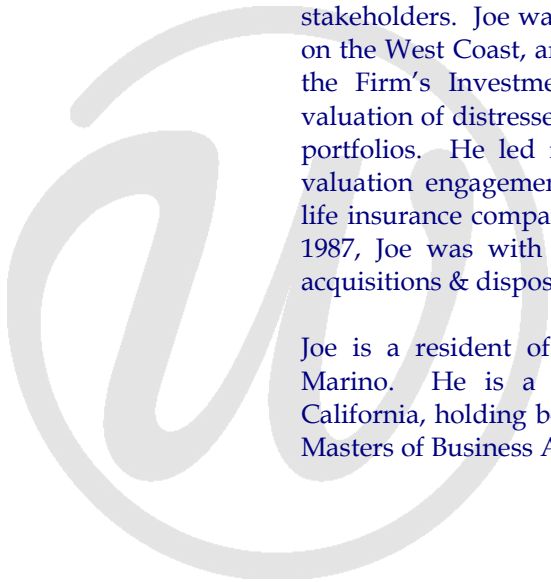 stakeholders. Joe wa
on the West Coast, a
the Firm's Investme
valuation of distresse
portfolios. He led
valuation engagemen
life insurance compa
1987, Joe was with
acquisitions & dispos
Joe is a resident of
Marino. He is a
California, holding b
Masters of Business A